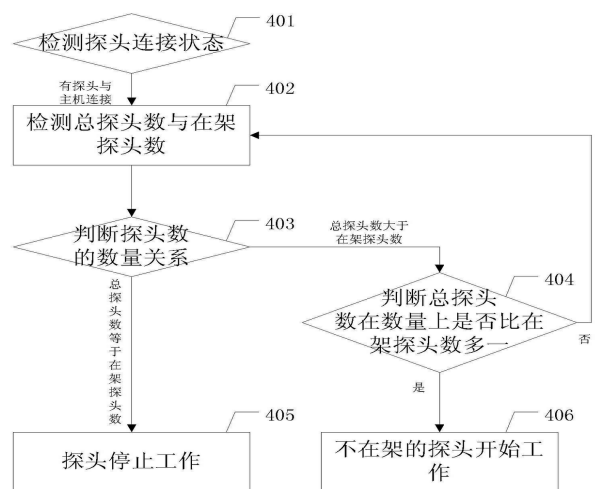 检测探头连接状态
401
有探头与
主机连接
402
检测总探头数与在架
探头数
判断探头数
的数量关系
403
总探头数大于
在架探头数
总探头数等于在架探头数
判断总探头
数在数量上是否比在
架探头数多一
404
否
是
探头停止工作
405
不在架的探头开始工
作
406